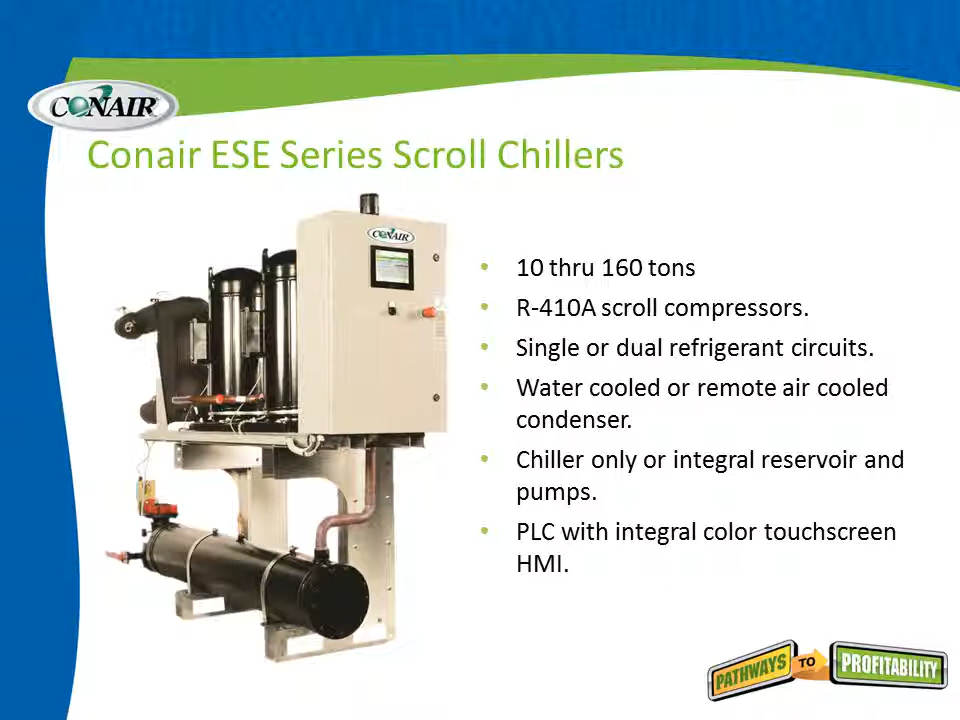 CONAIR
Conair ESE Series Scroll Chillers
CONAIR
• 10 thru 160 tons
• R-410A scroll compressors.
• Single or dual refrigerant circuits.
• Water cooled or remote air cooled
condenser.
• Chiller only or integral reservoir and
pumps.
• PLC with integral color touchscreen
HMI.
PATHWAYS TO PROFITABILITY